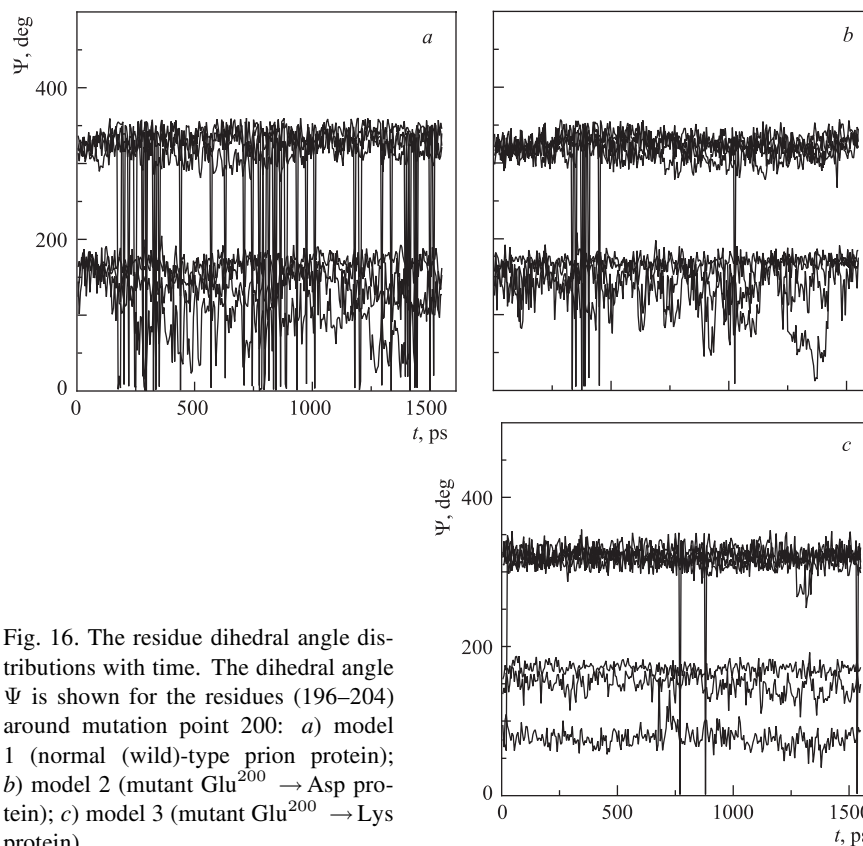 a
b
Ψ, deg
400
200
0
0
500
1000
1500
t, ps
c
Ψ, deg
400
200
0
0
500
1000
t, ps
Fig. 16. The residue dihedral angle dis-
tributions with time. The dihedral angle
Ψ is shown for the residues (196–204)
around mutation point 200: a) model
1 (normal (wild)-type prion protein);
b) model 2 (mutant Glu²⁰⁰ → Asp pro-
tein); c) model 3 (mutant Glu²⁰⁰ → Lys
protein)